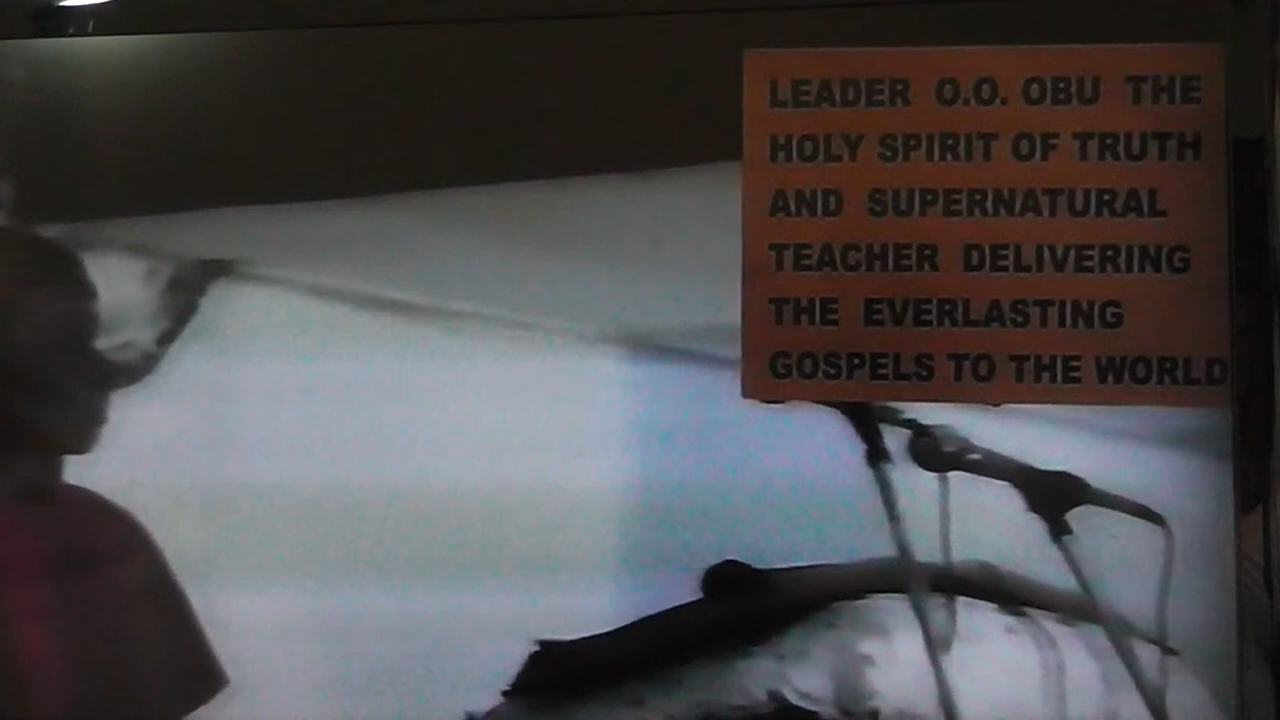 LEADER O.O. OBU THE
HOLY SPIRIT OF TRUTH
AND SUPERNATURAL
TEACHER DELIVERING
THE EVERLASTING
GOSPELS TO THE WORLD